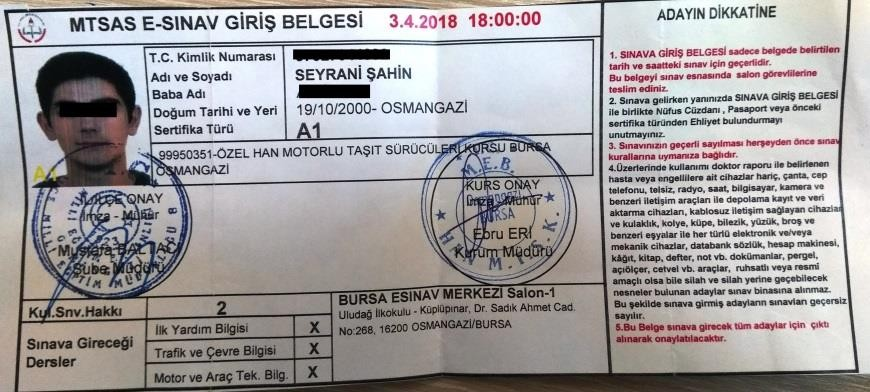 MTSAS E-SINAV GİRİŞ BELGESİ 3.4.2018 18:00:00
T.C. Kimlik Numarası
Adı ve Soyadı SEYRANİ ŞAHİN
Baba Adı
Doğum Tarihi ve Yeri 19/10/2000- OSMANGAZİ
Sertifika Türü A1
A1
99950351-ÖZEL HAN MOTORLU TAŞIT SÜRÜCÜLERİ KURSU BURSA
OSMANGAZİ
İLÇE ONAY
İmza - Mühür
Mustafa
Şube Müdürü
M.E.B.
KURS ONAY
İmza - Mühür
BURSA
Ebru ERİ
Kurum Müdürü
HAN M.T.S.K.
Kul.Snv.Hakkı 2
Sınava Gireceği
Dersler
İlk Yardım Bilgisi X
Trafik ve Çevre Bilgisi X
Motor ve Araç Tek. Bilg. X
BURSA ESINAV MERKEZİ Salon-1
Uludağ İlkokulu - Küplüpınar, Dr. Sadık Ahmet Cad.
No:268, 16200 OSMANGAZİ/BURSA
ADAYIN DİKKATİNE
1. SINAVA GİRİŞ BELGESİ sadece belgede belirtilen
tarih ve saatteki sınav için geçerlidir.
Bu belgeyi sınav esnasında salon görevlilerine
teslim ediniz.
2. Sınava gelirken yanınızda SINAVA GİRİŞ BELGESİ
ile birlikte Nüfus Cüzdanı , Pasaport veya önceki
sertifika türünden Ehliyet bulundurmayı
unutmayınız.
3. Sınavınızın geçerli sayılması herşeyden önce sınav
kurallarına uymanıza bağlıdır.
4.Üzerlerinde kullanımı doktor raporu ile belirlenen
hasta veya engellilere ait cihazlar hariç, çanta, cep
telefonu, telsiz, radyo, saat, bilgisayar, kamera ve
benzeri iletişim araçları ile depolama kayıt ve veri
aktarma cihazları, kablosuz iletişim sağlayan cihazlar
ve kulaklık, kolye, küpe, bilezik, yüzük, broş ve
benzeri eşyalar ile her türlü elektronik ve/veya
mekanik cihazlar, databank sözlük, hesap makinesi,
kâğıt, kitap, defter, not vb. dokümanlar, pergel,
açıölçer, cetvel vb. araçlar, ruhsatlı veya resmi
amaçlı olsa bile silah ve silah yerine geçebilecek
nesneler bulunan adaylar sınav binasına alınmaz.
Bu şekilde sınava girmiş adayların sınavları geçersiz
sayılır.
5.Bu Belge sınava girecek tüm adaylar için çıktı
alınarak onaylatılacaktır.